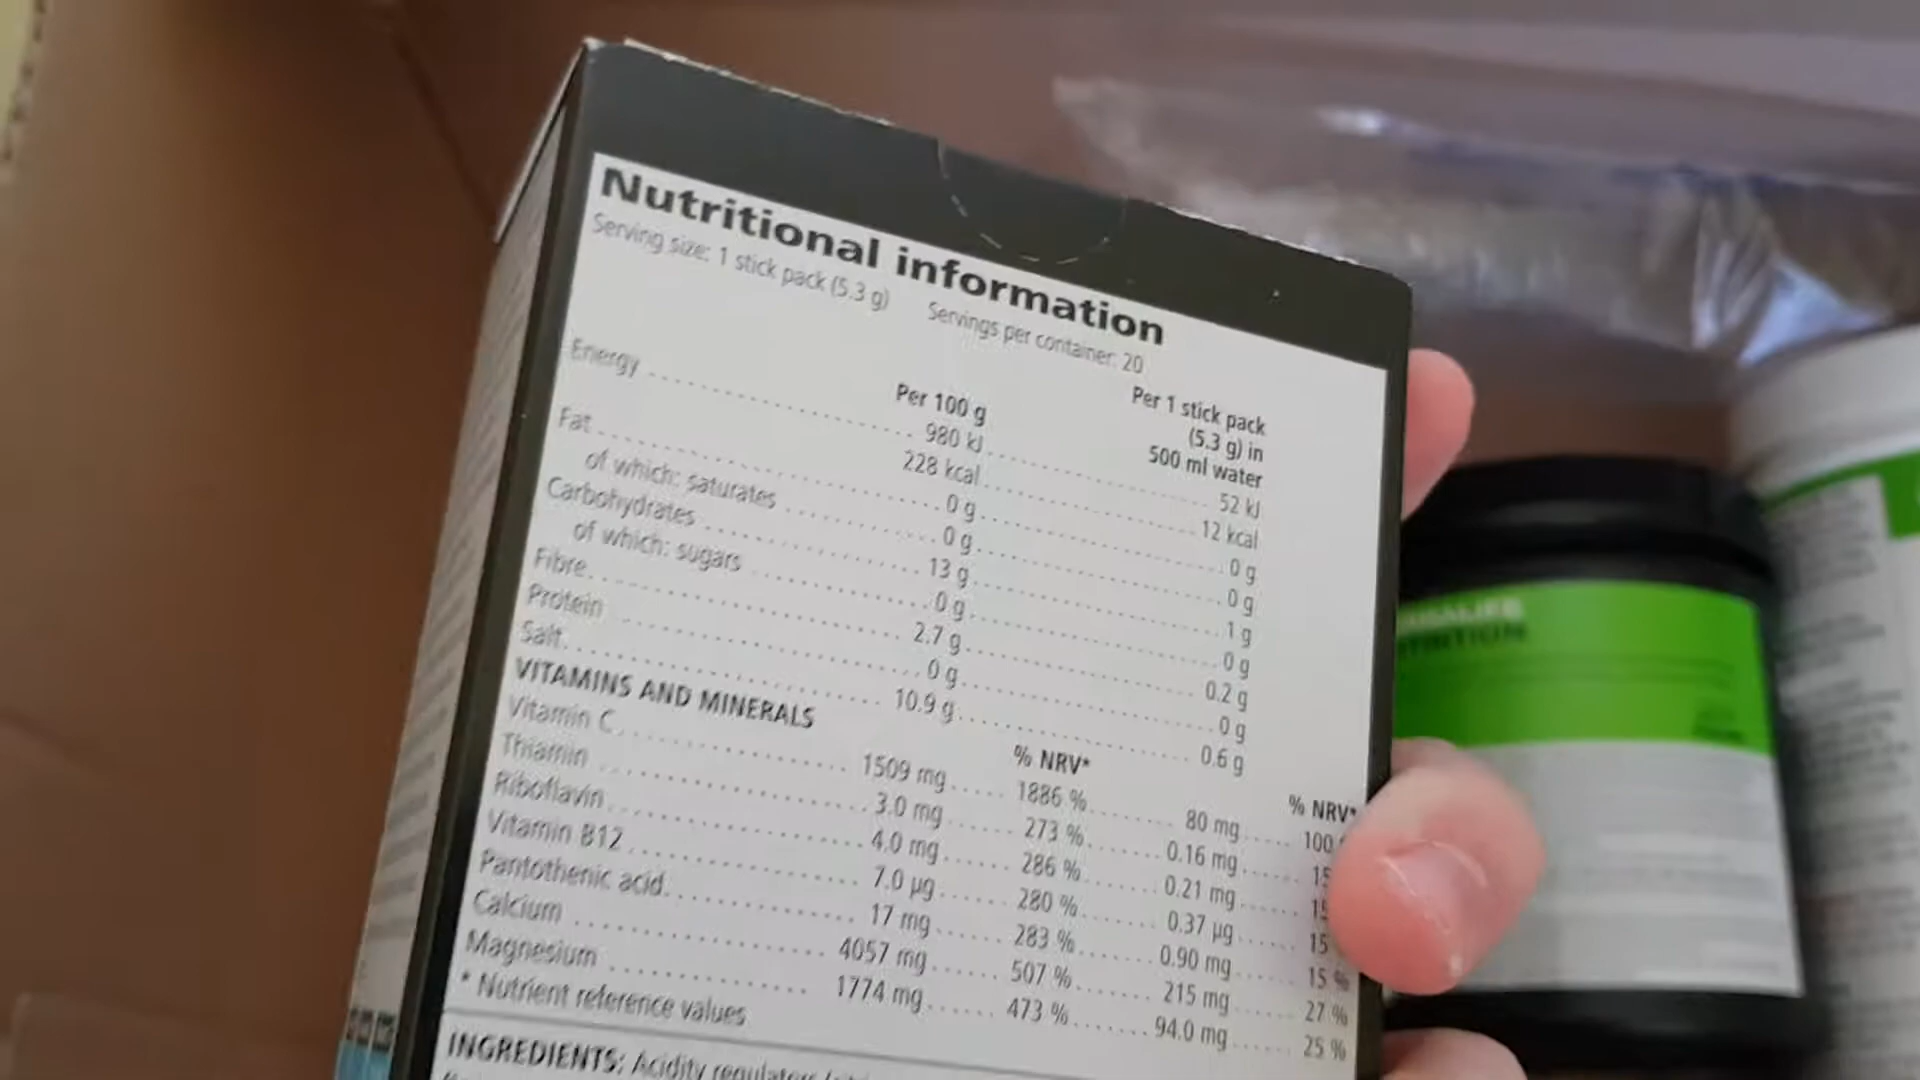 Nutritional information
Serving size: 1 stick pack (5.3 g) Servings per container: 20
Per 100 g Per 1 stick pack (5.3 g) in 500 ml water
Energy 980 kJ 52 kJ
228 kcal 12 kcal
Fat 0 g 0 g
of which: saturates 0 g 0 g
Carbohydrates 13 g 1 g
of which: sugars 0 g 0 g
Fibre 2.7 g 0.2 g
Protein 0 g 0 g
Salt 10.9 g 0.6 g
VITAMINS AND MINERALS % NRV* % NRV*
Vitamin C 1509 mg 1886 % 80 mg 100
Thiamin 3.0 mg 273 % 0.16 mg 15
Riboflavin 4.0 mg 286 % 0.21 mg 15
Vitamin B12 7.0 µg 280 % 0.37 µg 15
Pantothenic acid 17 mg 283 % 0.90 mg 15 %
Calcium 4057 mg 507 % 215 mg 27 %
Magnesium 1774 mg 473 % 94.0 mg 25 %
* Nutrient reference values
INGREDIENTS: Acidity